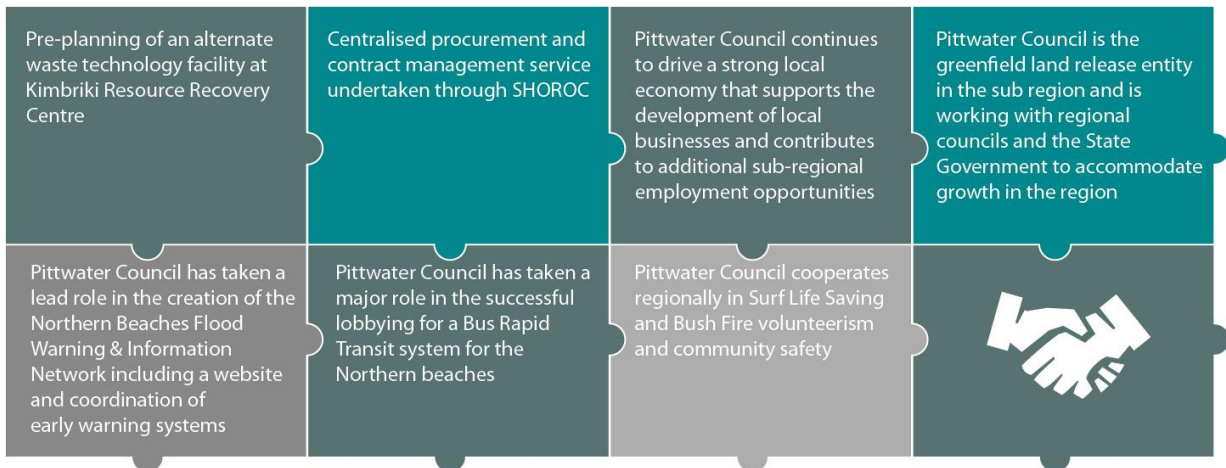 Pre-planning of an alternate
waste technology facility at
Kimbriki Resource Recovery
Centre
Centralised procurement and
contract management service
undertaken through SHOROC
Pittwater Council continues
to drive a strong local
economy that supports the
development of local
businesses and contributes
to additional sub-regional
employment opportunities
Pittwater Council is the
greenfield land release entity
in the sub region and is
working with regional
councils and the State
Government to accommodate
growth in the region
Pittwater Council has taken a
lead role in the creation of the
Northern Beaches Flood
Warning & Information
Network including a website
and coordination of
early warning systems
Pittwater Council has taken a
major role in the successful
lobbying for a Bus Rapid
Transit system for the
Northern beaches
Pittwater Council cooperates
regionally in Surf Life Saving
and Bush Fire volunteerism
and community safety